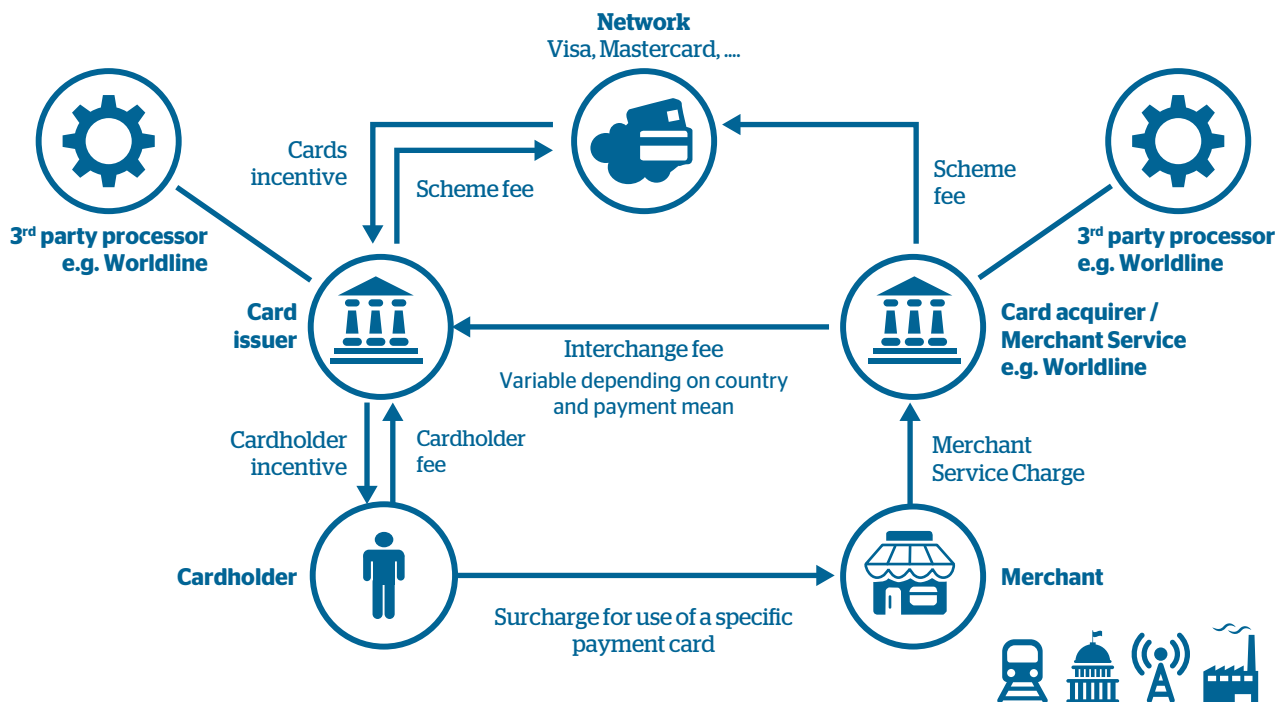 Network
Visa, Mastercard, ....
Cards
incentive
Scheme fee
Scheme
fee
3rd party processor
e.g. Worldline
3rd party processor
e.g. Worldline
Card
issuer
Interchange fee
Variable depending on country
and payment mean
Card acquirer /
Merchant Service
e.g. Worldline
Cardholder
incentive
Cardholder
fee
Merchant
Service Charge
Cardholder
Surcharge for use of a specific
payment card
Merchant